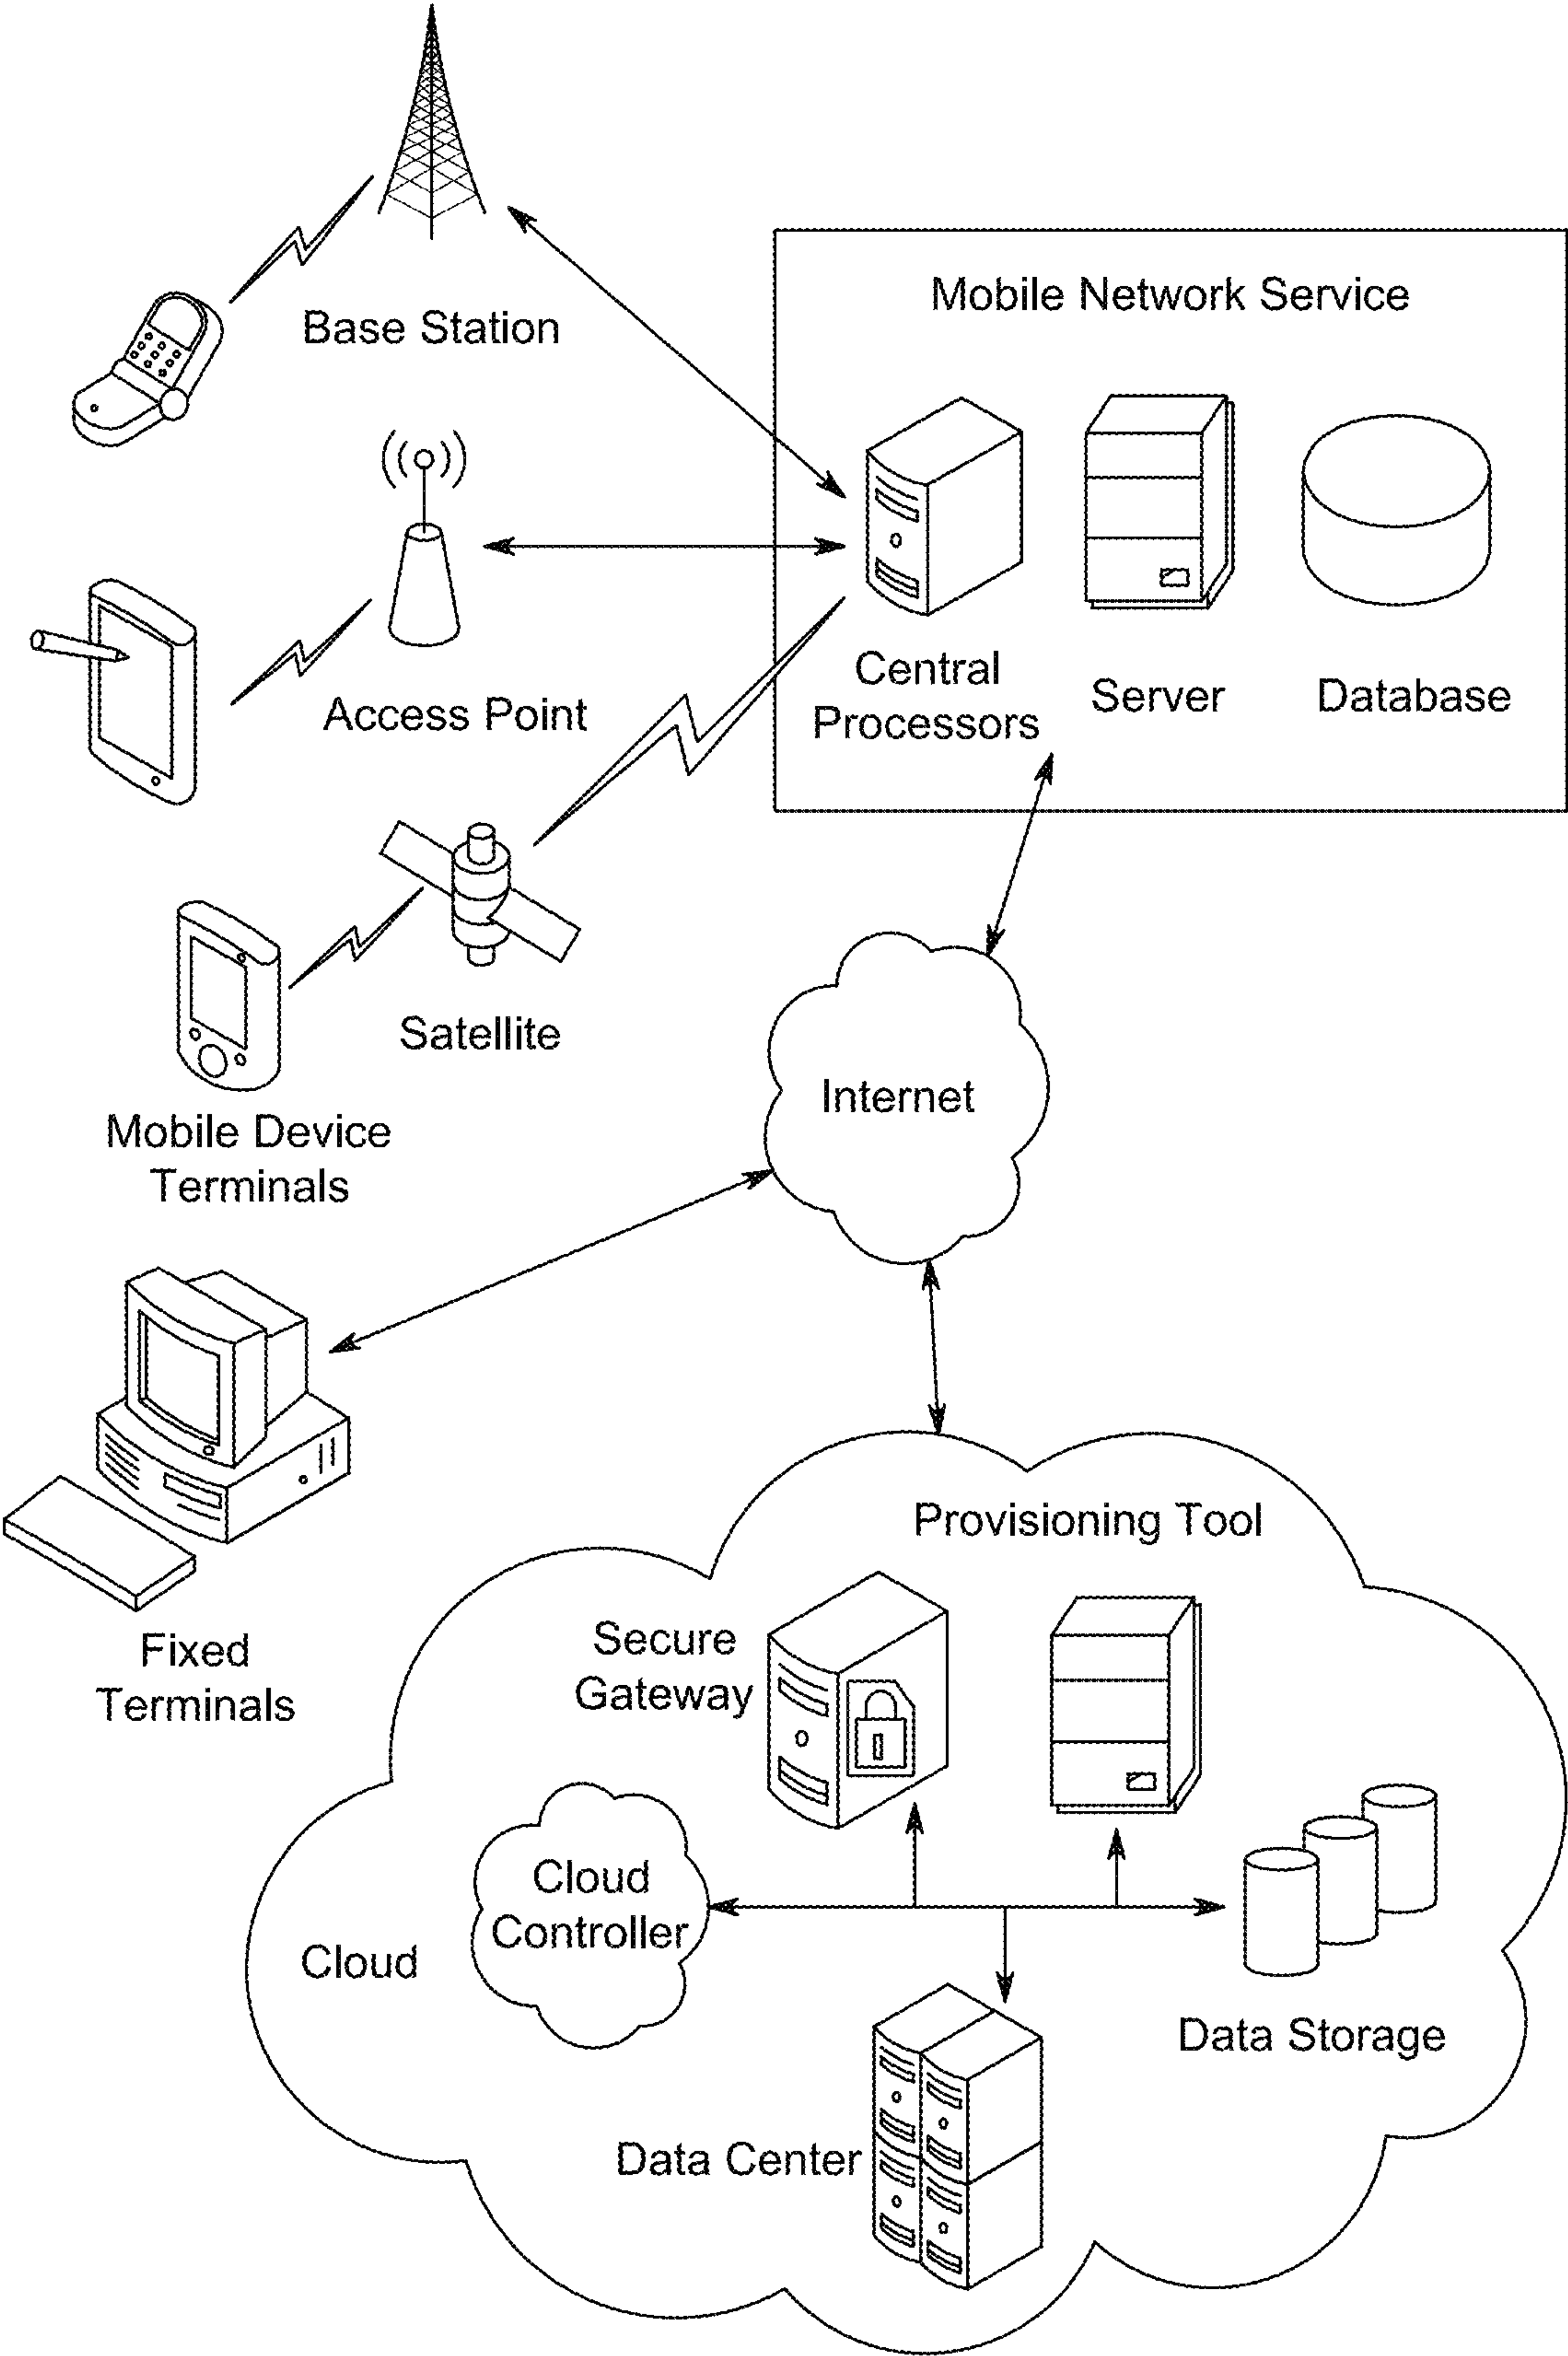 Base Station
Mobile Network Service
Access Point
Central
Processors
Server
Database
Satellite
Mobile Device
Terminals
Internet
Fixed
Terminals
Provisioning Tool
Secure
Gateway
Cloud
Controller
Cloud
Data Storage
Data Center